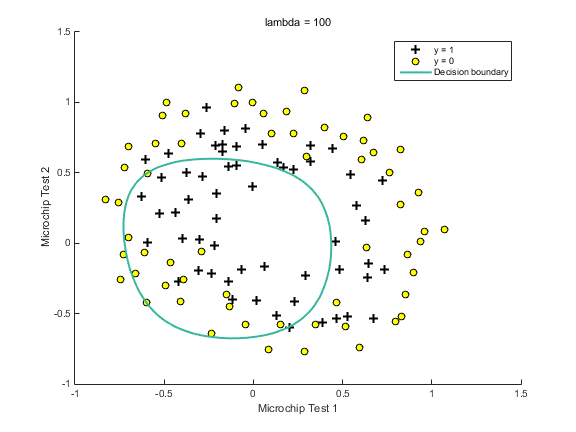 lambda = 100
1.5
1
0.5
0
-0.5
-1
-1
-0.5
0
0.5
1
1.5
Microchip Test 1
Microchip Test 2
y = 1
y = 0
Decision boundary